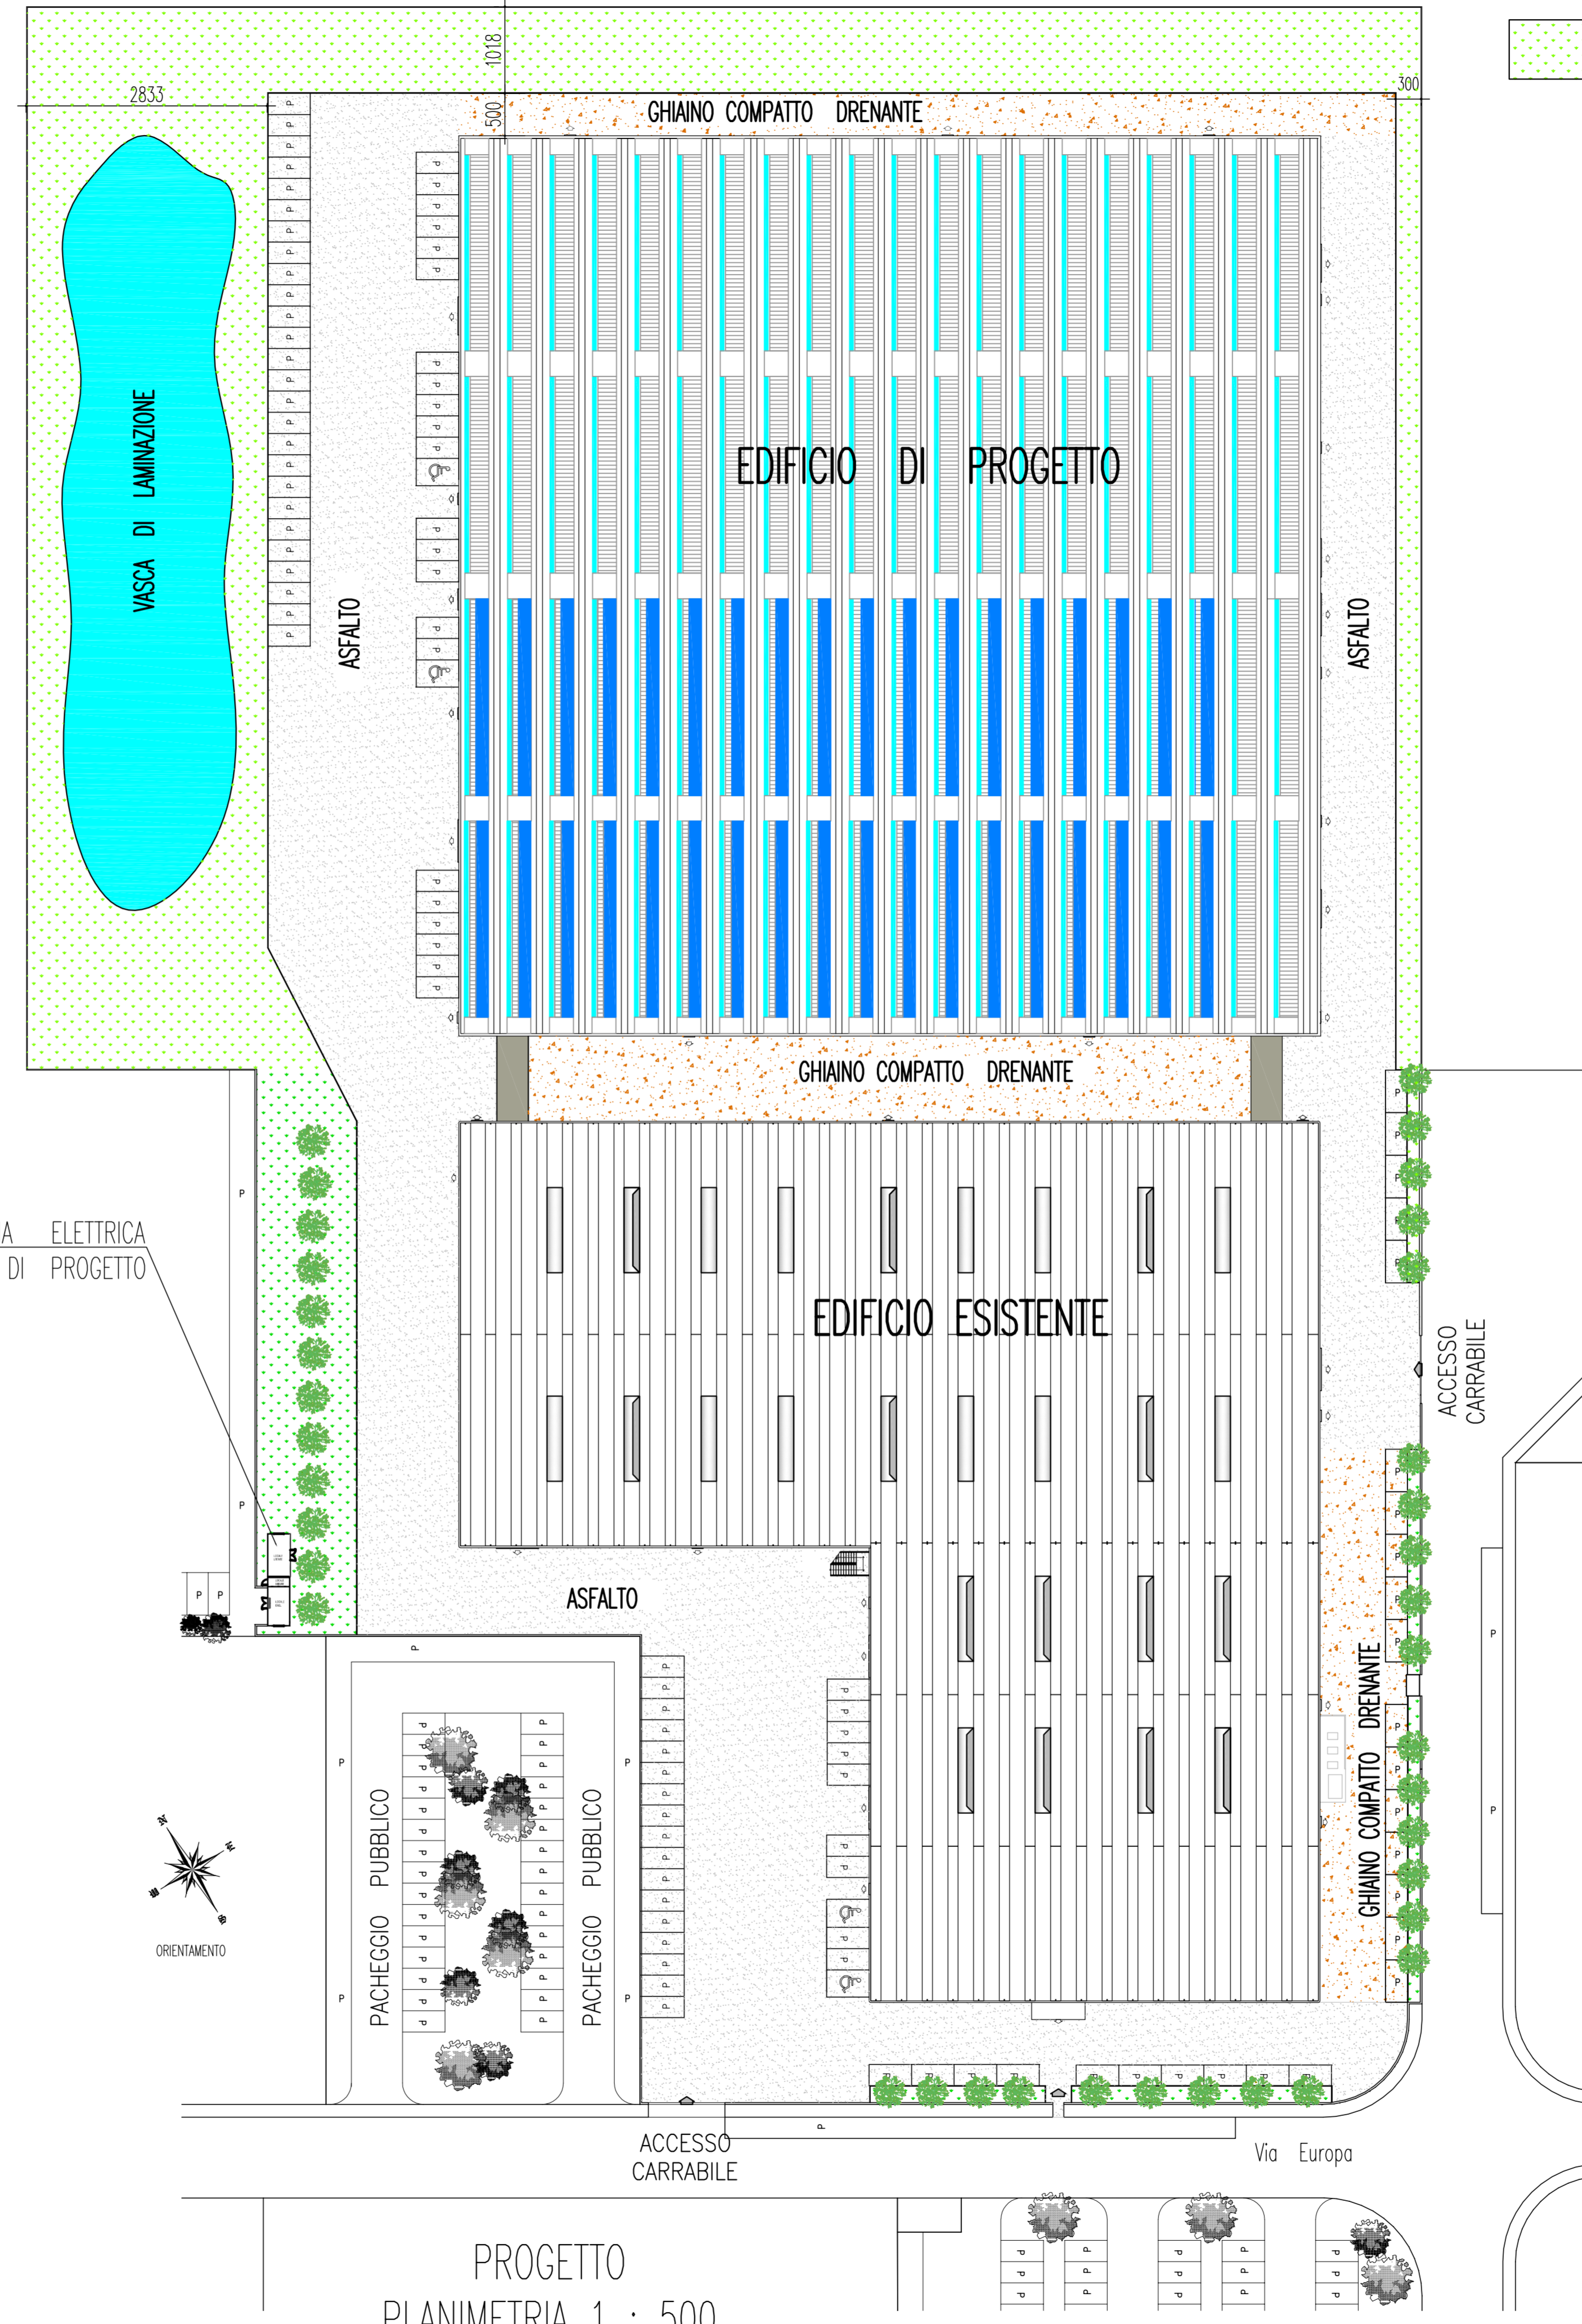 1018
2833
300
500
GHIAINO COMPATTO DRENANTE
VASCA DI LAMINAZIONE
EDIFICIO DI PROGETTO
ASFALTO
ASFALTO
GHIAINO COMPATTO DRENANTE
ELETTRICA
DI PROGETTO
EDIFICIO ESISTENTE
ACCESSO
CARRABILE
ASFALTO
GHIAINO COMPATTO DRENANTE
PACHEGGIO PUBBLICO
PACHEGGIO PUBBLICO
ORIENTAMENTO
ACCESSO
CARRABILE
Via Europa
PROGETTO
PLANIMETRIA 1 : 500